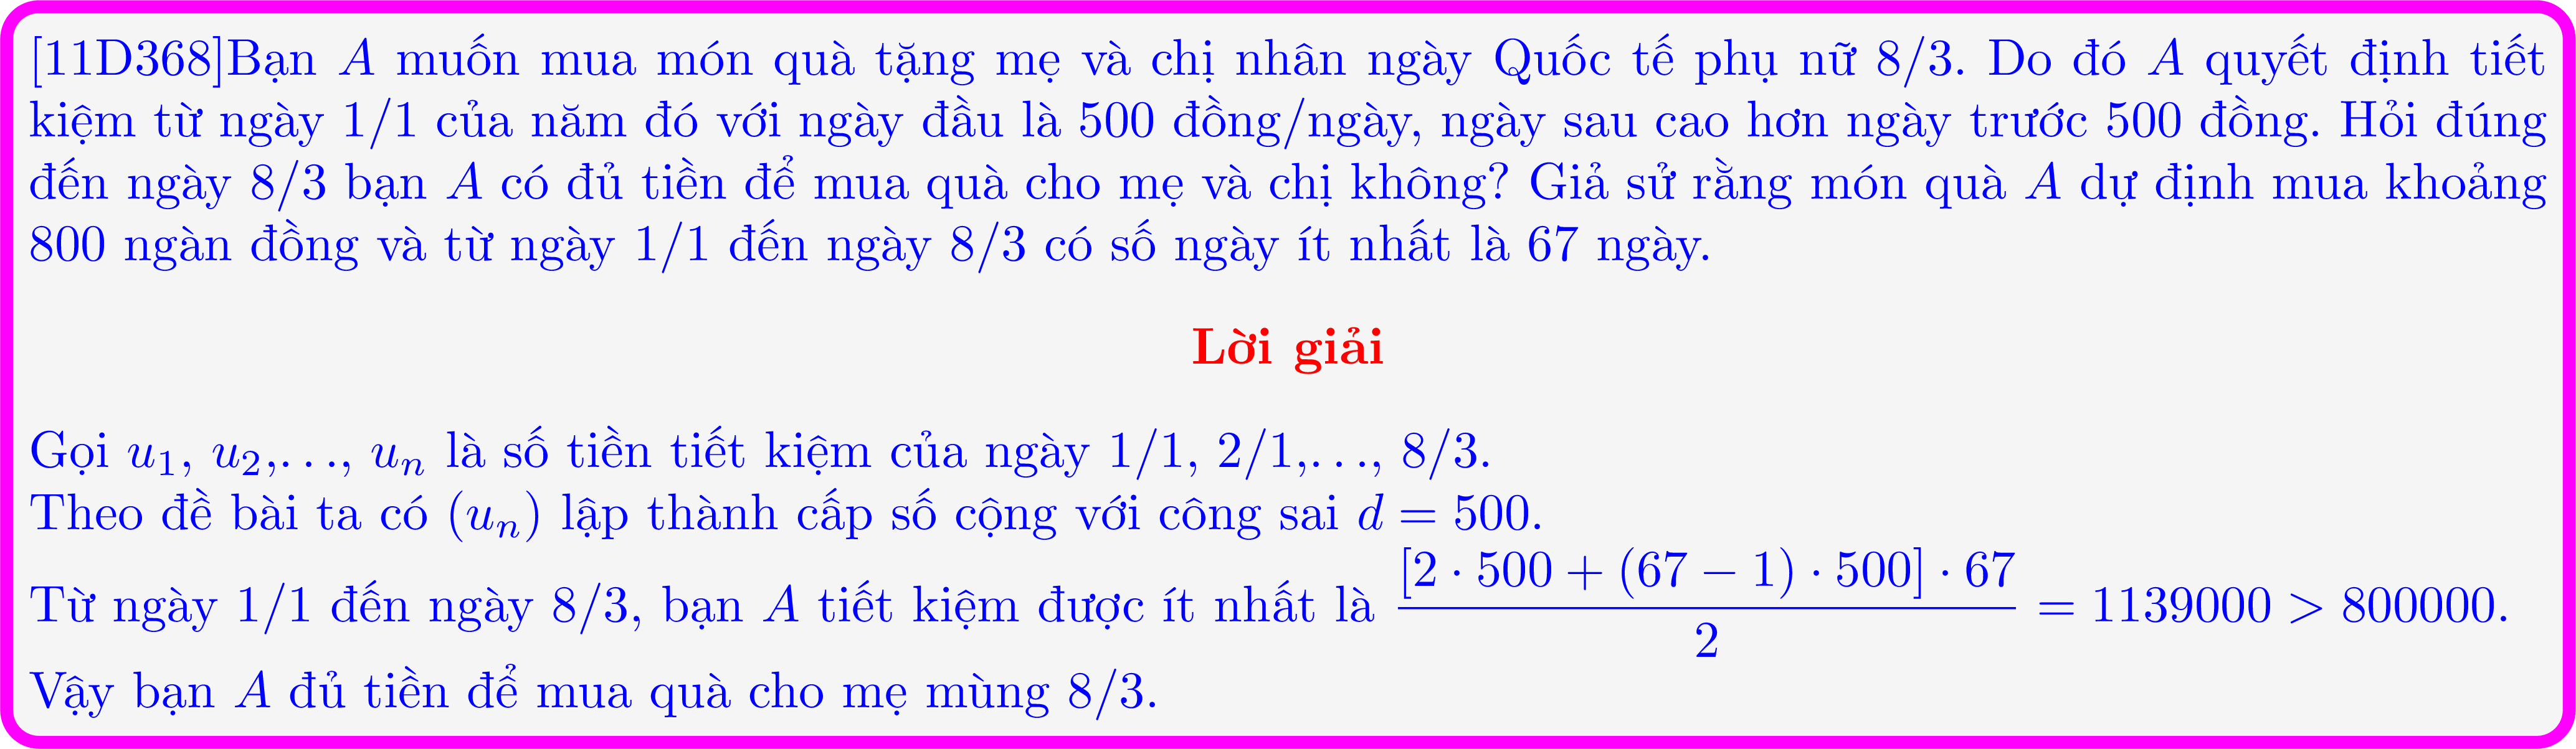 [11D368]Bạn A muốn mua món quà tặng mẹ và chị nhân ngày Quốc tế phụ nữ 8/3. Do đó A quyết định tiết
kiệm từ ngày 1/1 của năm đó với ngày đầu là 500 đồng/ngày, ngày sau cao hơn ngày trước 500 đồng. Hỏi đúng
đến ngày 8/3 bạn A có đủ tiền để mua quà cho mẹ và chị không? Giả sử rằng món quà A dự định mua khoảng
800 ngàn đồng và từ ngày 1/1 đến ngày 8/3 có số ngày ít nhất là 67 ngày.
Lời giải
Gọi u₁, u₂,..., uₙ là số tiền tiết kiệm của ngày 1/1, 2/1,..., 8/3.
Theo đề bài ta có (uₙ) lập thành cấp số cộng với công sai d = 500.
Từ ngày 1/1 đến ngày 8/3, bạn A tiết kiệm được ít nhất là \frac{[2 · 500 + (67 − 1) · 500] · 67}{2} = 1139000 > 800000.
Vậy bạn A đủ tiền để mua quà cho mẹ mùng 8/3.